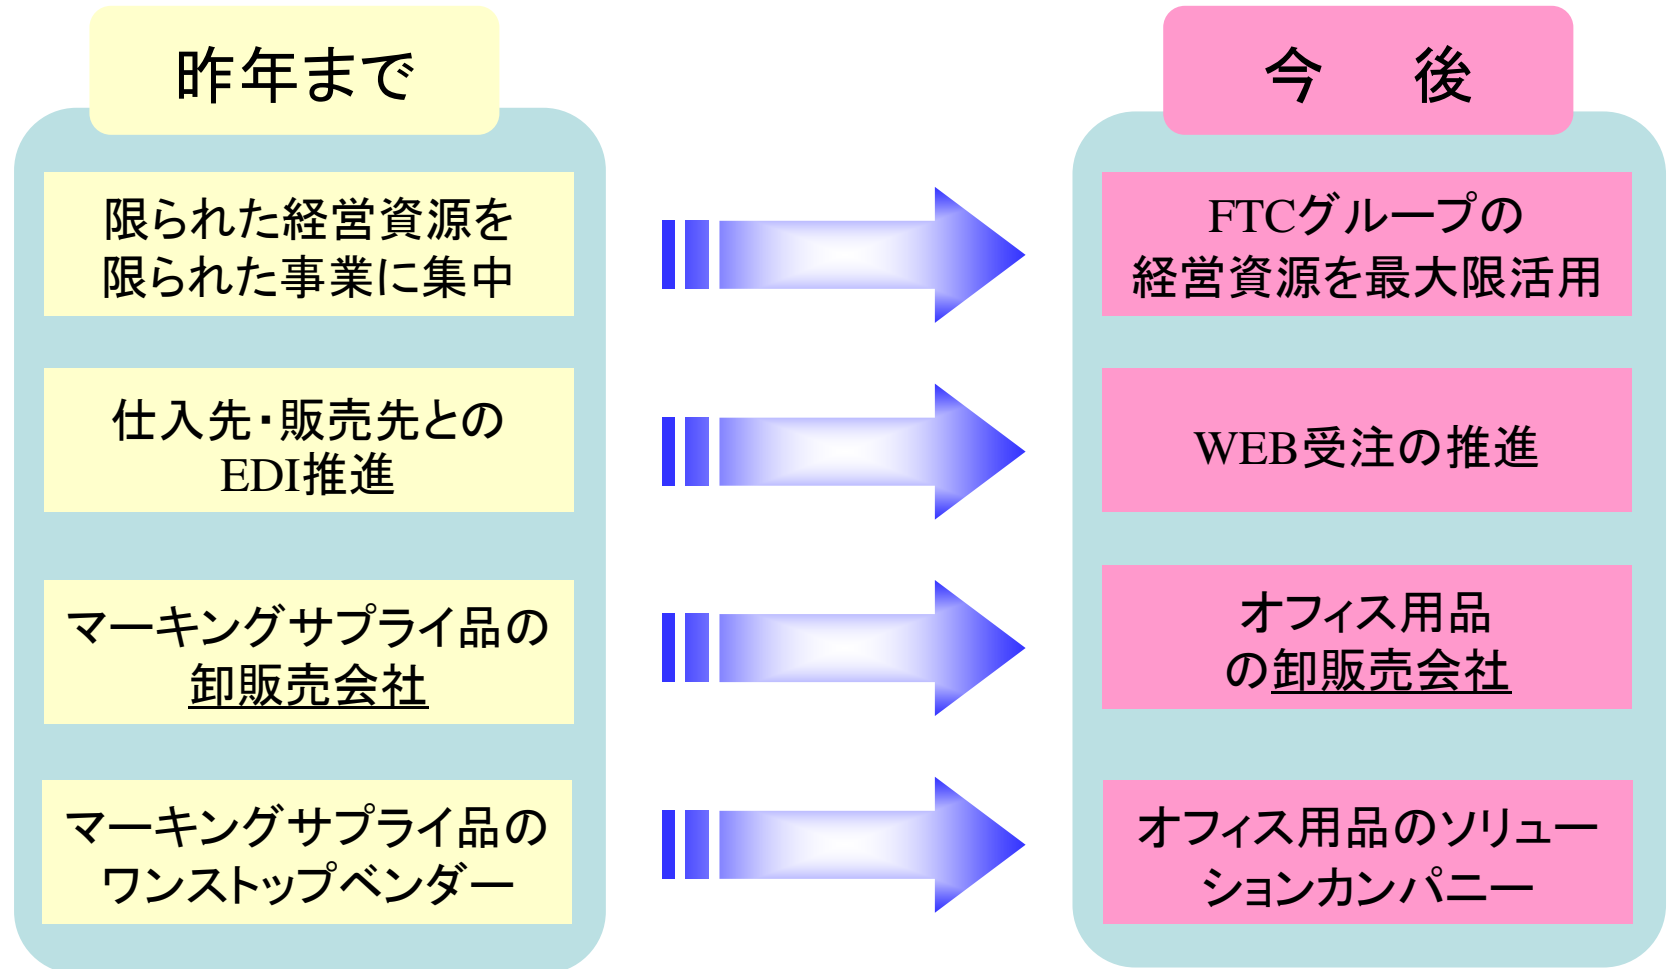 昨年まで
限られた経営資源を
限られた事業に集中
仕入先・販売先との
EDI推進
マーキングサプライ品の
卸販売会社
マーキングサプライ品の
ワンストップベンダー
今 後
FTCグループの
経営資源を最大限活用
WEB受注の推進
オフィス用品
の卸販売会社
オフィス用品のソリュー
ションカンパニー